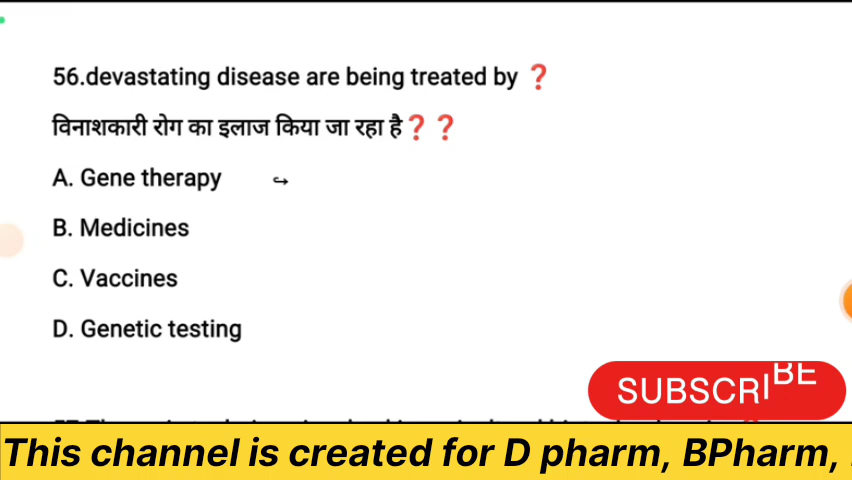 56.devastating disease are being treated by ❓
विनाशकारी रोग का इलाज किया जा रहा है❓❓
A. Gene therapy
B. Medicines
C. Vaccines
D. Genetic testing
SUBSCRIBE
This channel is created for D pharm, BPharm,